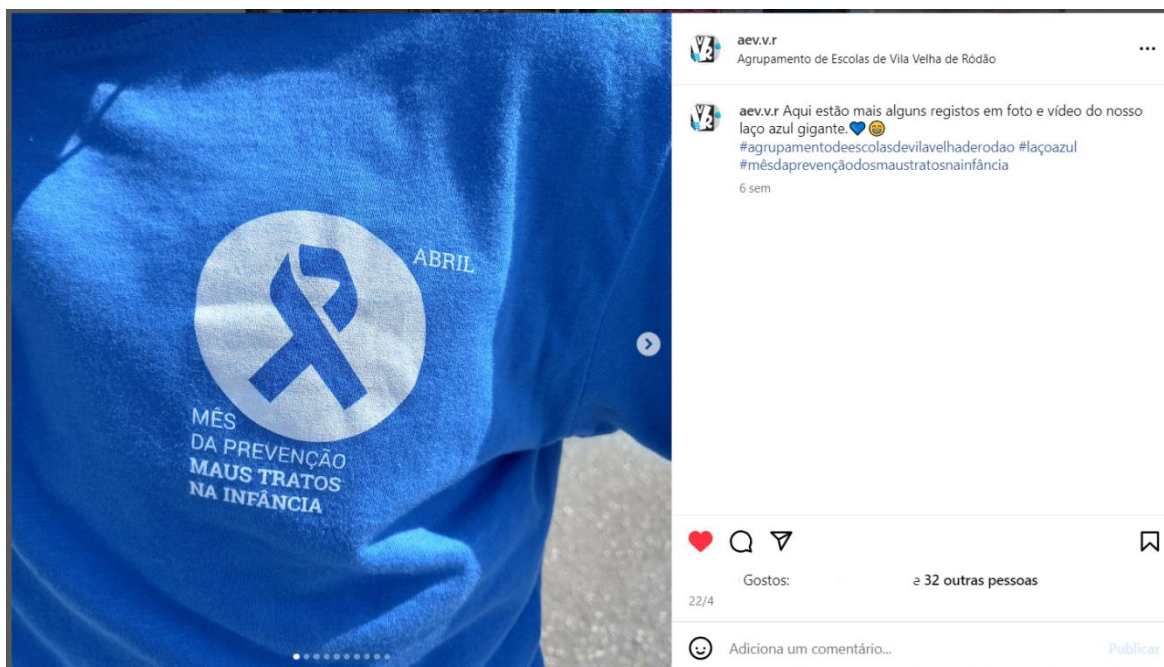 ABRIL
MÊS
DA PREVENÇÃO
MAUS TRATOS
NA INFÂNCIA
aev.v.r
Agrupamento de Escolas de Vila Velha de Ródão
aev.v.r Aqui estão mais alguns registos em foto e vídeo do nosso
laço azul gigante.💙😁
#agrupamentodeescolasdevilavelhaderodao #laçoazul
#mêsdaprevençãodosmaustratosnainfância
6 sem
Gostos: e 32 outras pessoas
22/4
Adiciona um comentário... Publicar